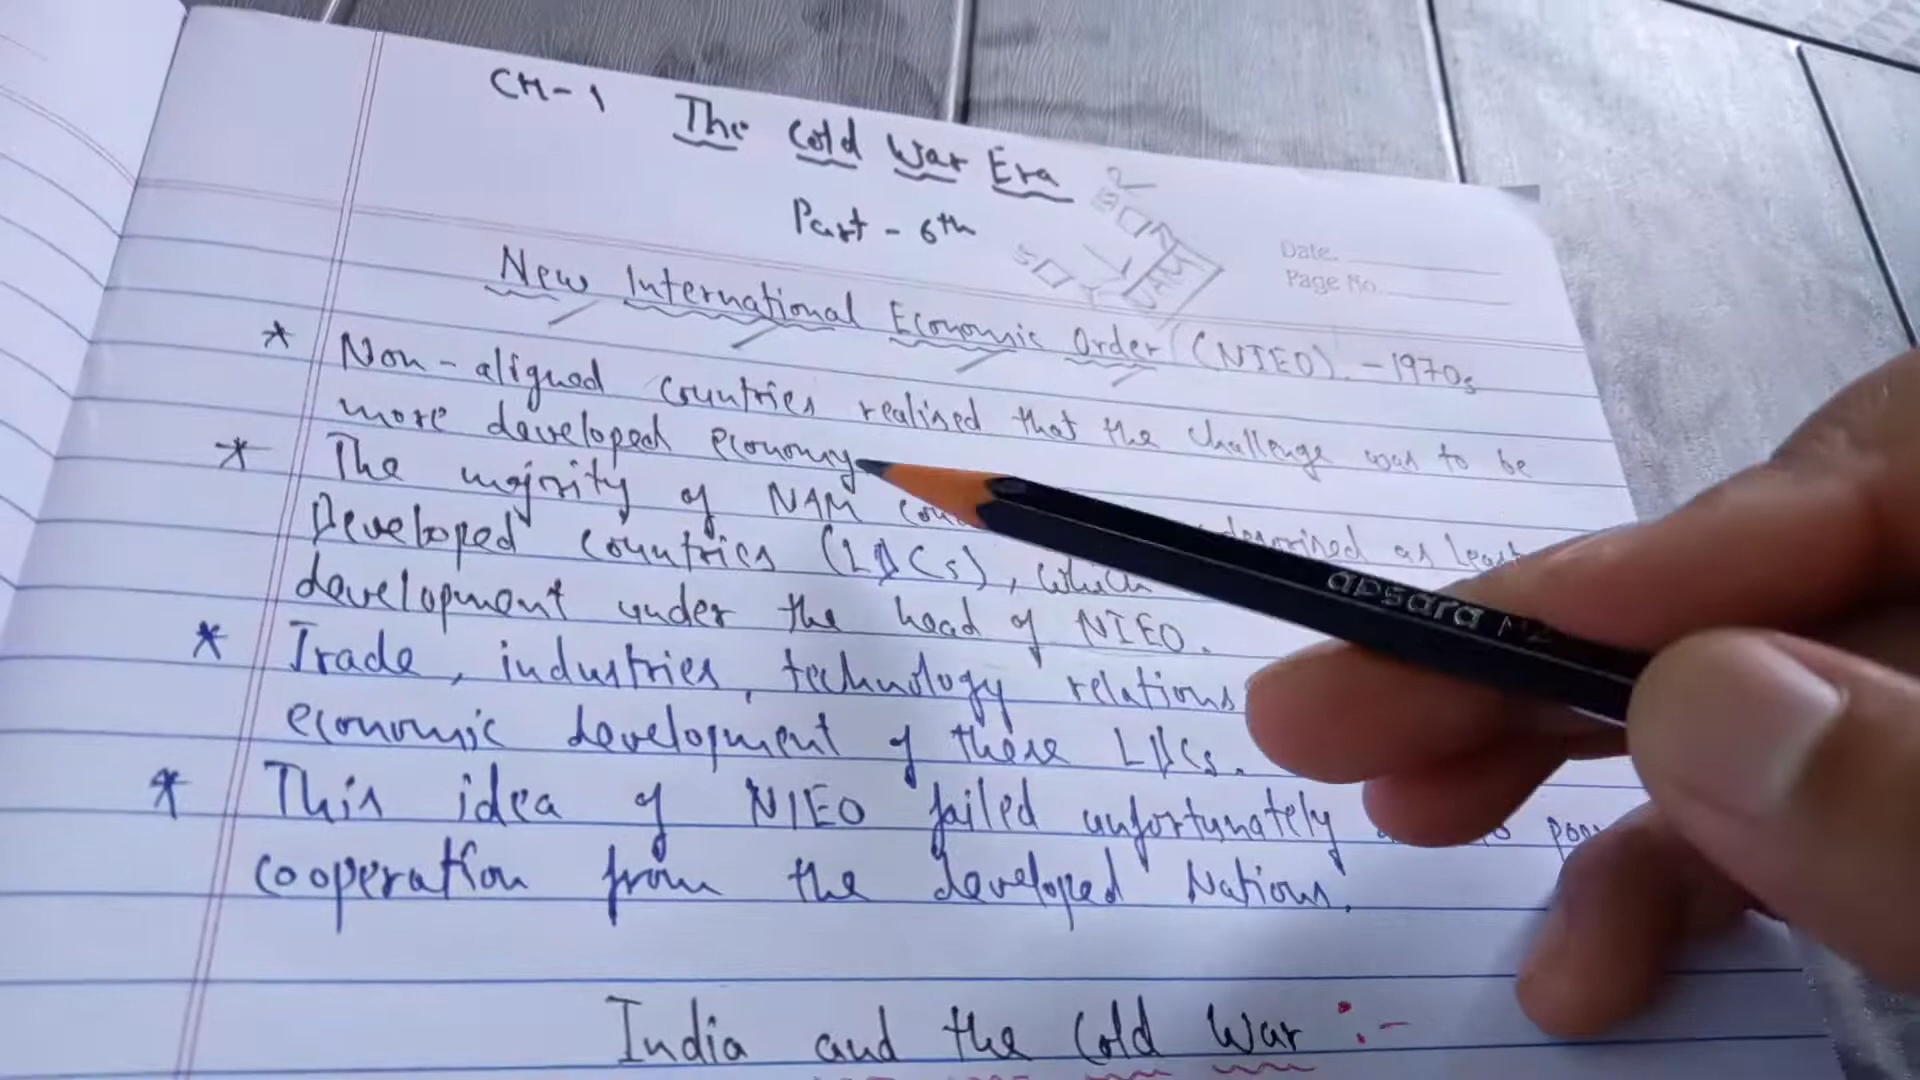 CH-1 The Cold War Era
Part - 6th
Date.
Page No.
New International Economic Order (NIEO). - 1970s
* Non-aligned countries realised that the challenge was to be
more developed economy
* The majority of NAM as least
Developed countries (LDCs), which
development under the head of NIEO.
* Trade, industries, technology relations
economic development of these LDCs.
* This idea of NIEO failed unfortunately
cooperation from the developed Nations.
India and the Cold War :-
apsara